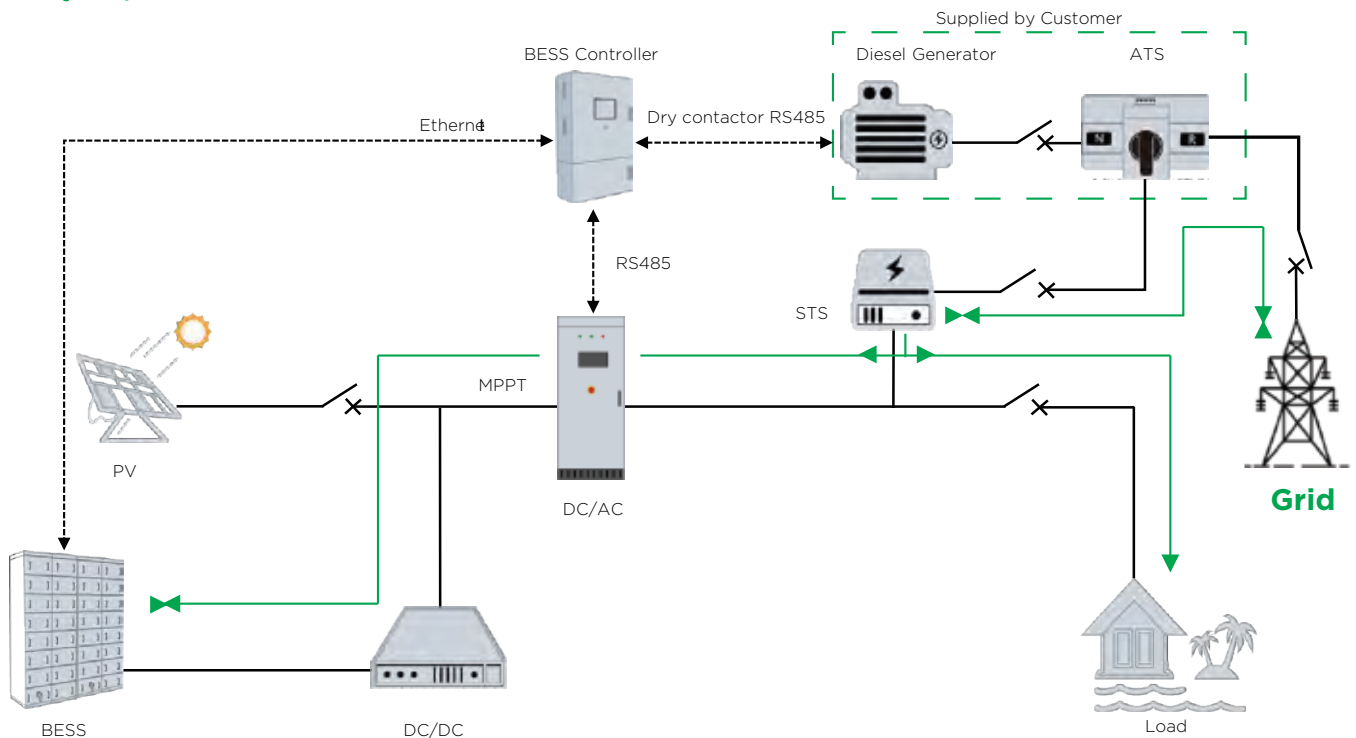 Supplied by Customer
BESS Controller
Diesel Generator
ATS
Ethernet
Dry contactor RS485
N
R
RS485
STS
MPPT
PV
DC/AC
Grid
BESS
DC/DC
Load